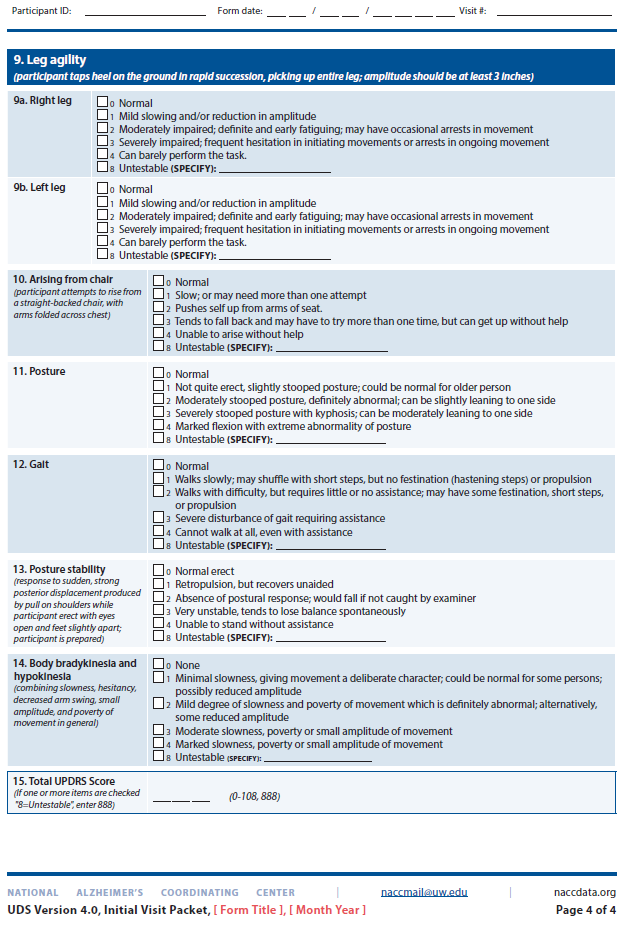 Participant ID: Form date: / / Visit #:
9. Leg agility
(participant taps heel on the ground in rapid succession, picking up entire leg; amplitude should be at least 3 inches)
9a. Right leg
0 Normal
1 Mild slowing and/or reduction in amplitude
2 Moderately impaired; definite and early fatiguing; may have occasional arrests in movement
3 Severely impaired; frequent hesitation in initiating movements or arrests in ongoing movement
4 Can barely perform the task.
8 Untestable (SPECIFY):
9b. Left leg
0 Normal
1 Mild slowing and/or reduction in amplitude
2 Moderately impaired; definite and early fatiguing; may have occasional arrests in movement
3 Severely impaired; frequent hesitation in initiating movements or arrests in ongoing movement
4 Can barely perform the task.
8 Untestable (SPECIFY):
10. Arising from chair
(participant attempts to rise from
a straight-backed chair, with
arms folded across chest)
0 Normal
1 Slow; or may need more than one attempt
2 Pushes self up from arms of seat.
3 Tends to fall back and may have to try more than one time, but can get up without help
4 Unable to arise without help
8 Untestable (SPECIFY):
11. Posture
0 Normal
1 Not quite erect, slightly stooped posture; could be normal for older person
2 Moderately stooped posture, definitely abnormal; can be slightly leaning to one side
3 Severely stooped posture with kyphosis; can be moderately leaning to one side
4 Marked flexion with extreme abnormality of posture
8 Untestable (SPECIFY):
12. Gait
0 Normal
1 Walks slowly; may shuffle with short steps, but no festination (hastening steps) or propulsion
2 Walks with difficulty, but requires little or no assistance; may have some festination, short steps,
or propulsion
3 Severe disturbance of gait requiring assistance
4 Cannot walk at all, even with assistance
8 Untestable (SPECIFY):
13. Posture stability
(response to sudden, strong
posterior displacement produced
by pull on shoulders while
participant erect with eyes
open and feet slightly apart;
participant is prepared)
0 Normal erect
1 Retropulsion, but recovers unaided
2 Absence of postural response; would fall if not caught by examiner
3 Very unstable, tends to lose balance spontaneously
4 Unable to stand without assistance
8 Untestable (SPECIFY):
14. Body bradykinesia and
hypokinesia
(combining slowness, hesitancy,
decreased arm swing, small
amplitude, and poverty of
movement in general)
0 None
1 Minimal slowness, giving movement a deliberate character; could be normal for some persons;
possibly reduced amplitude
2 Mild degree of slowness and poverty of movement which is definitely abnormal; alternatively,
some reduced amplitude
3 Moderate slowness, poverty or small amplitude of movement
4 Marked slowness, poverty or small amplitude of movement
8 Untestable (SPECIFY):
15. Total UPDRS Score
(If one or more items are checked
"8=Untestable", enter 888)
(0-108, 888)
NATIONAL ALZHEIMER'S COORDINATING CENTER | naccmail@uw.edu | naccdata.org
UDS Version 4.0, Initial Visit Packet, [ Form Title ], [ Month Year ] Page 4 of 4